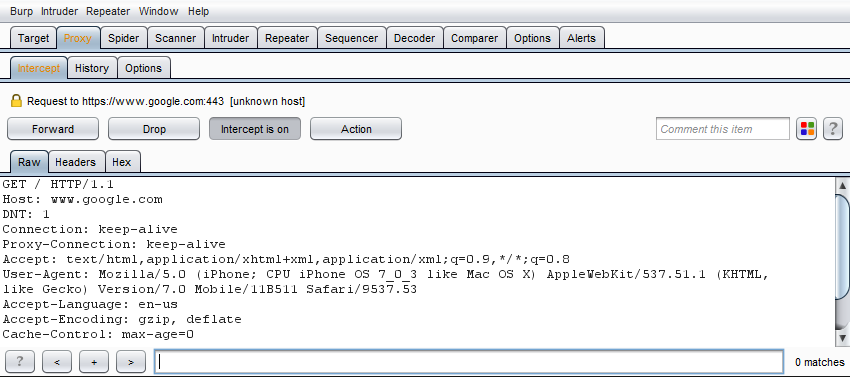 Burp Intruder Repeater Window Help
Target Proxy Spider Scanner Intruder Repeater Sequencer Decoder Comparer Options Alerts
Intercept History Options
Request to https://www.google.com:443 [unknown host]
Forward Drop Intercept is on Action Comment this item ?
Raw Headers Hex
GET / HTTP/1.1
Host: www.google.com
DNT: 1
Connection: keep-alive
Proxy-Connection: keep-alive
Accept: text/html,application/xhtml+xml,application/xml;q=0.9,*/*;q=0.8
User-Agent: Mozilla/5.0 (iPhone; CPU iPhone OS 7_0_3 like Mac OS X) AppleWebKit/537.51.1 (KHTML,
like Gecko) Version/7.0 Mobile/11B511 Safari/9537.53
Accept-Language: en-us
Accept-Encoding: gzip, deflate
Cache-Control: max-age=0
? < + > 0 matches